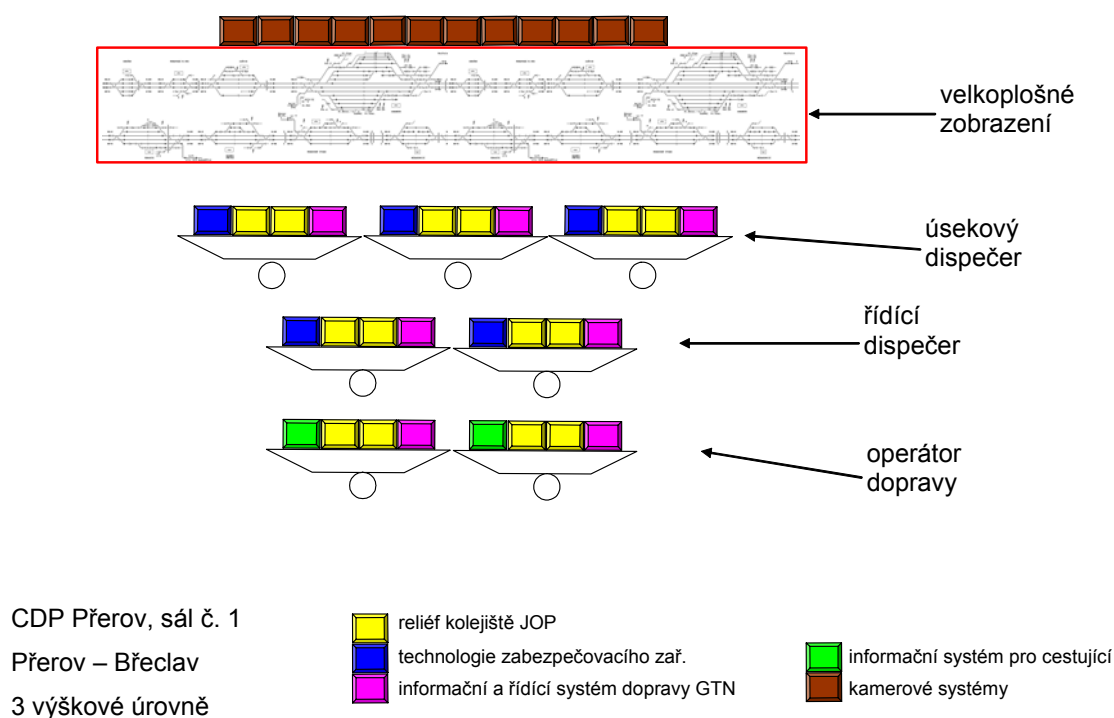 velkoplošné
zobrazení
úsekový
dispečer
řídící
dispečer
operátor
dopravy
CDP Přerov, sál č. 1
Přerov – Břeclav
3 výškové úrovně
reliéf kolejiště JOP
technologie zabezpečovacího zař.
informační a řídící systém dopravy GTN
informační systém pro cestující
kamerové systémy